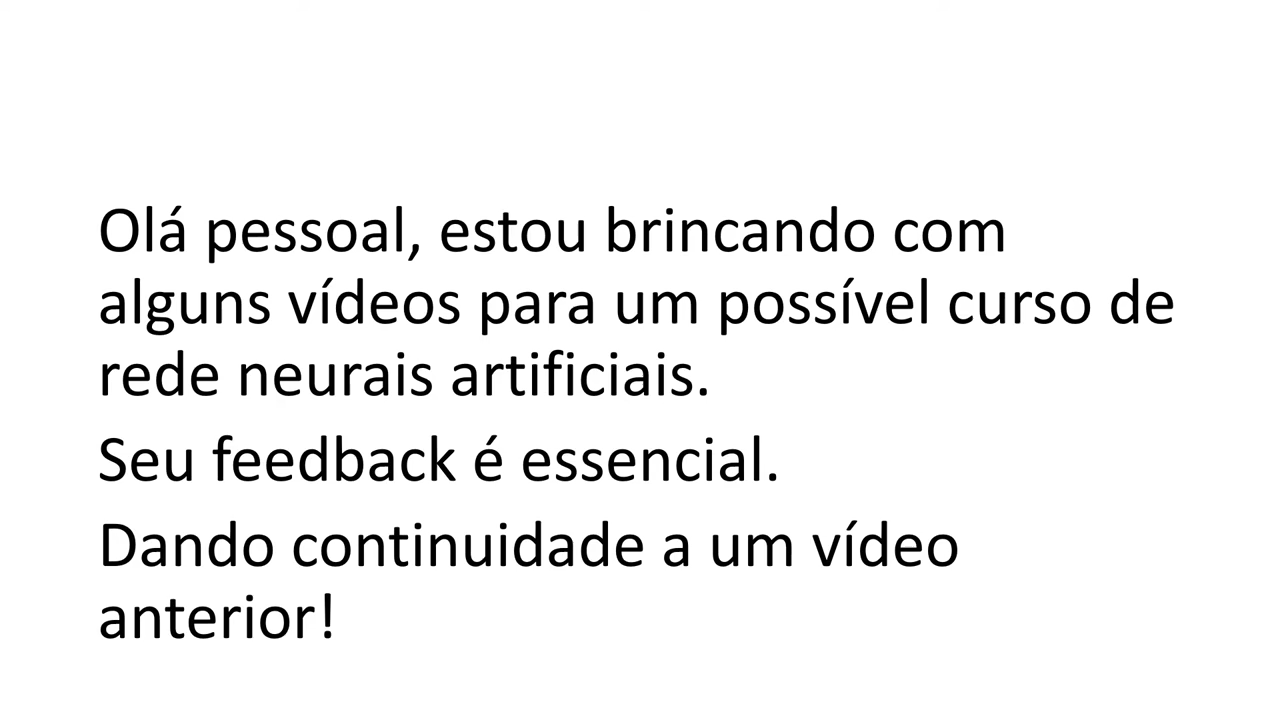 Olá pessoal, estou brincando com
alguns vídeos para um possível curso de
rede neurais artificiais.
Seu feedback é essencial.
Dando continuidade a um vídeo
anterior!